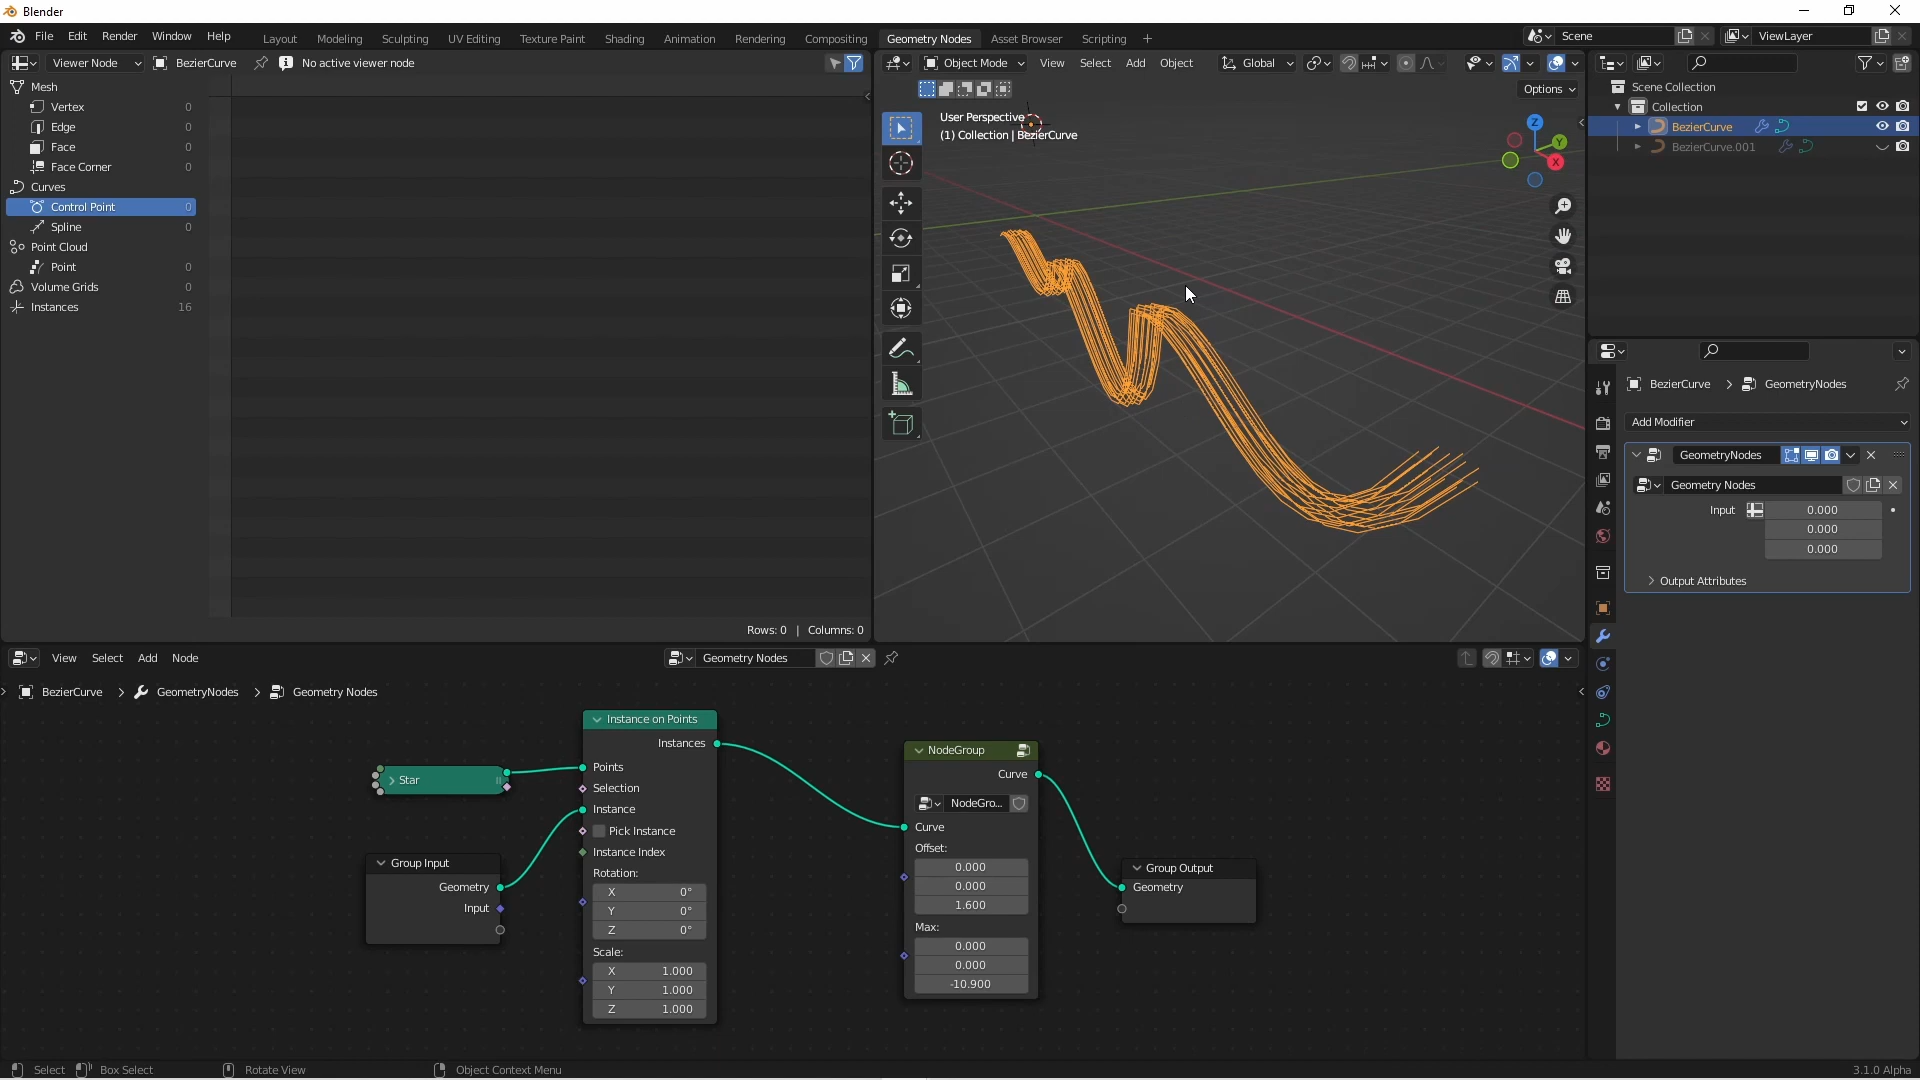 Blender
File Edit Render Window Help
Layout Modeling Sculpting UV Editing Texture Paint Shading Animation Rendering Compositing Geometry Nodes Asset Browser Scripting +
Scene
ViewLayer
Viewer Node BezierCurve No active viewer node
Mesh
Vertex 0
Edge 0
Face 0
Face Corner 0
Curves
Control Point 0
Spline 0
Point Cloud
Point 0
Volume Grids 0
Instances 16
Rows: 0 | Columns: 0
Object Mode View Select Add Object Global
Options
User Perspective
(1) Collection | BezierCurve
Z
Y
X
Scene Collection
Collection
BezierCurve
BezierCurve.001
BezierCurve > GeometryNodes
Add Modifier
GeometryNodes
Geometry Nodes
Input 0.000
0.000
0.000
Output Attributes
View Select Add Node
Geometry Nodes
BezierCurve > GeometryNodes > Geometry Nodes
Star
Group Input
Geometry
Input
Instance on Points
Instances
Points
Selection
Instance
Pick Instance
Instance Index
Rotation:
X 0°
Y 0°
Z 0°
Scale:
X 1.000
Y 1.000
Z 1.000
NodeGroup
Curve
NodeGro...
Curve
Offset:
0.000
0.000
1.600
Max:
0.000
0.000
-10.900
Group Output
Geometry
Select Box Select Rotate View Object Context Menu
3.1.0 Alpha